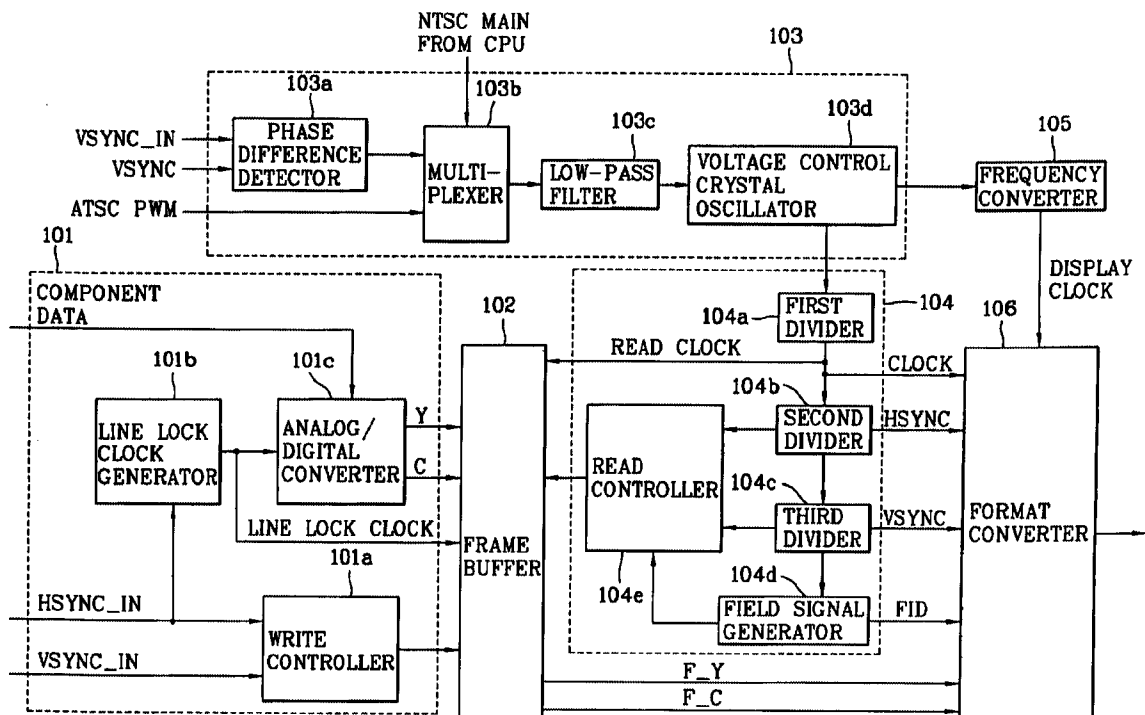 NTSC MAIN
FROM CPU
103
103a
103b
103c
103d
105
VSYNC_IN
VSYNC
ATSC PWM
PHASE
DIFFERENCE
DETECTOR
MULTI-
PLEXER
LOW-PASS
FILTER
VOLTAGE CONTROL
CRYSTAL
OSCILLATOR
FREQUENCY
CONVERTER
DISPLAY
CLOCK
101
COMPONENT
DATA
101b
101c
LINE LOCK
CLOCK
GENERATOR
ANALOG/
DIGITAL
CONVERTER
Y
C
LINE LOCK CLOCK
101a
HSYNC_IN
VSYNC_IN
WRITE
CONTROLLER
102
FRAME
BUFFER
104
104a
FIRST
DIVIDER
READ CLOCK
CLOCK
104b
SECOND
DIVIDER
HSYNC
READ
CONTROLLER
104c
THIRD
DIVIDER
VSYNC
104d
104e
FIELD SIGNAL
GENERATOR
FID
F_Y
F_C
106
FORMAT
CONVERTER